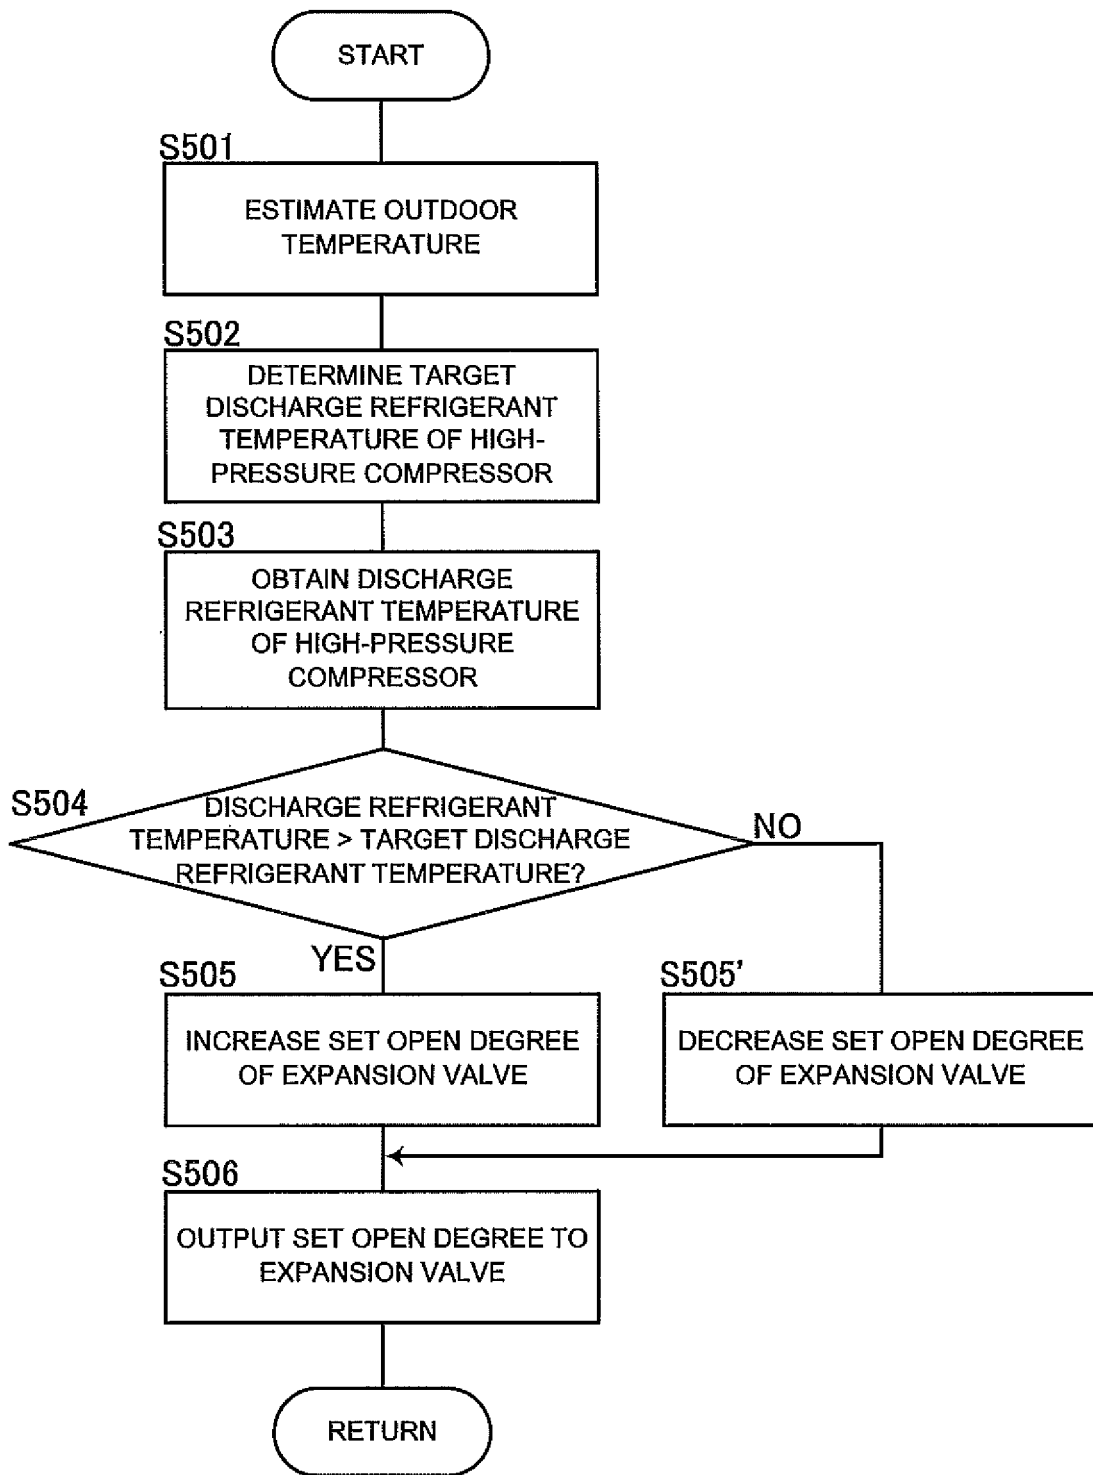 START
S501
ESTIMATE OUTDOOR
TEMPERATURE
S502
DETERMINE TARGET
DISCHARGE REFRIGERANT
TEMPERATURE OF HIGH-
PRESSURE COMPRESSOR
S503
OBTAIN DISCHARGE
REFRIGERANT TEMPERATURE
OF HIGH-PRESSURE
COMPRESSOR
S504
DISCHARGE REFRIGERANT
TEMPERATURE > TARGET DISCHARGE
REFRIGERANT TEMPERATURE?
NO
YES
S505
INCREASE SET OPEN DEGREE
OF EXPANSION VALVE
S505'
DECREASE SET OPEN DEGREE
OF EXPANSION VALVE
S506
OUTPUT SET OPEN DEGREE TO
EXPANSION VALVE
RETURN